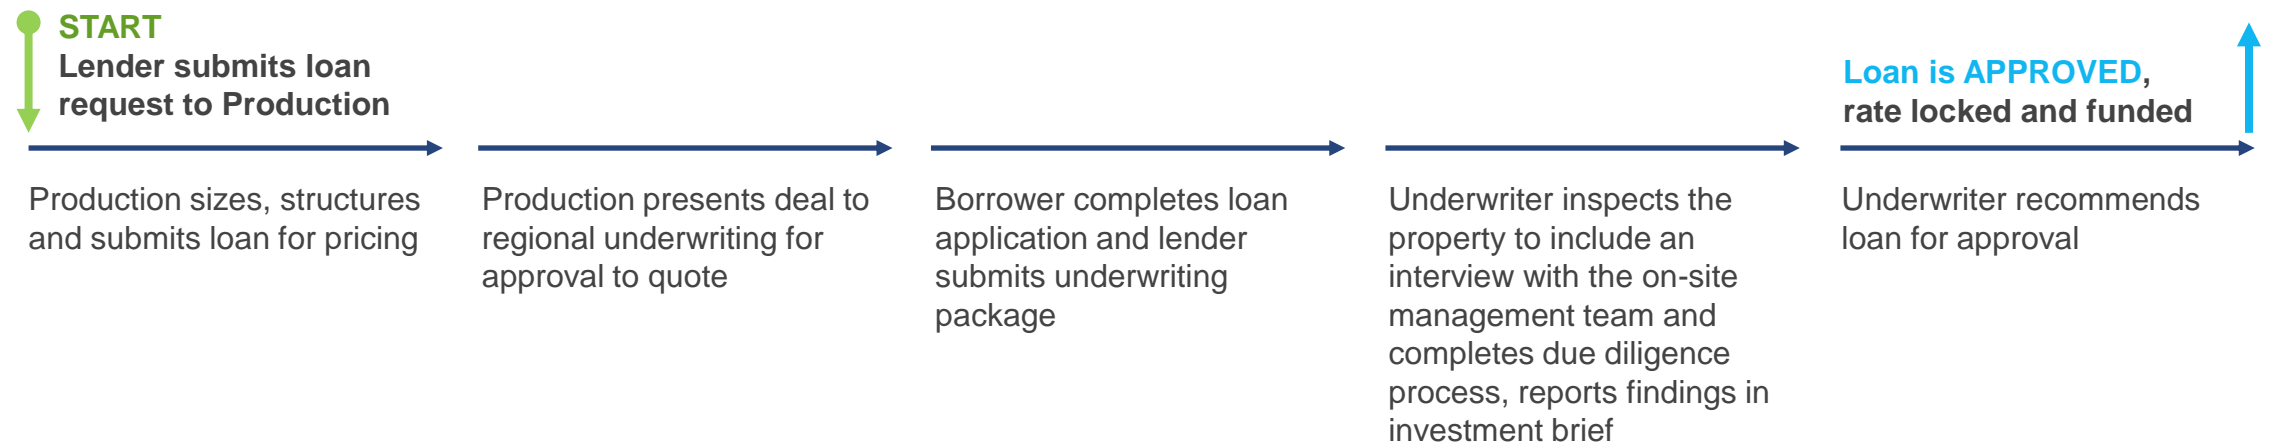 START
Lender submits loan
request to Production
Loan is APPROVED,
rate locked and funded
Production sizes, structures
and submits loan for pricing
Production presents deal to
regional underwriting for
approval to quote
Borrower completes loan
application and lender
submits underwriting
package
Underwriter inspects the
property to include an
interview with the on-site
management team and
completes due diligence
process, reports findings in
investment brief
Underwriter recommends
loan for approval